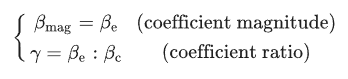 β_mag = β_e (coefficient magnitude)
γ = β_e : β_c (coefficient ratio)